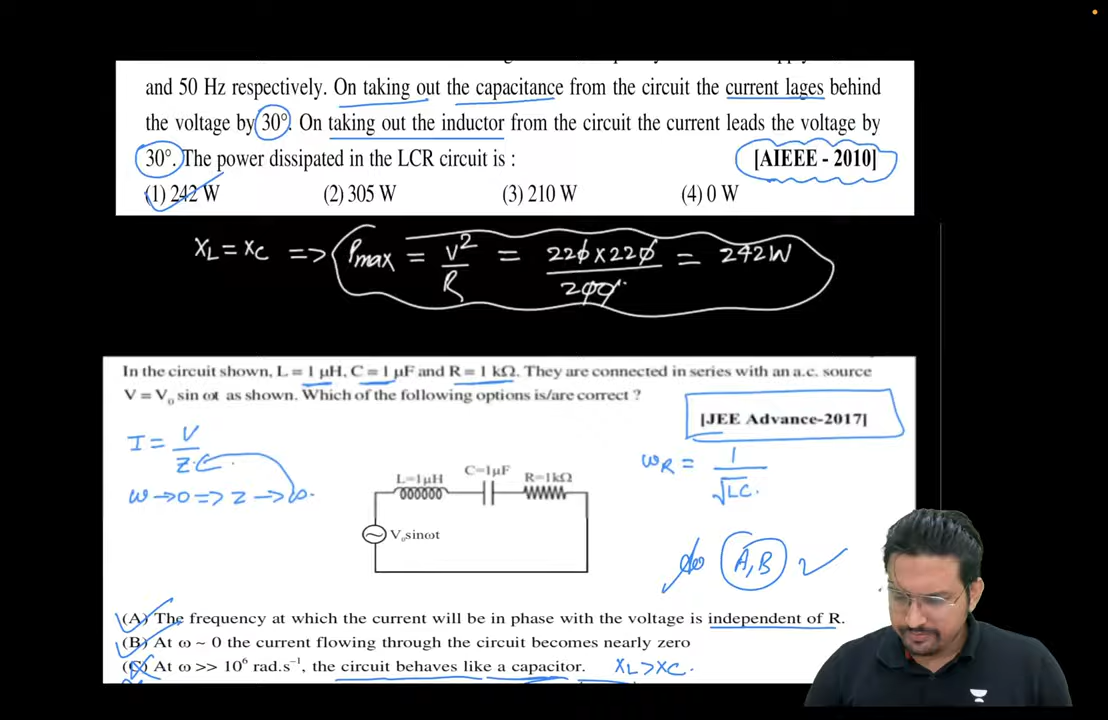 and 50 Hz respectively. On taking out the capacitance from the circuit the current lages behind
the voltage by 30°. On taking out the inductor from the circuit the current leads the voltage by
30°. The power dissipated in the LCR circuit is :
[AIEEE - 2010]
(1) 242 W (2) 305 W (3) 210 W (4) 0 W
XL = XC => Pmax = V²/R = 220 x 220 / 200 = 242W
In the circuit shown, L = 1 μH, C = 1 μF and R = 1 kΩ. They are connected in series with an a.c. source
V = V₀ sin ωt as shown. Which of the following options is/are correct ?
[JEE Advance-2017]
I = V/Z
ω → 0 => Z → ∞.
ωR = 1/√LC.
L=1μH C=1μF R=1kΩ
V₀sinωt
A, B
(A) The frequency at which the current will be in phase with the voltage is independent of R.
(B) At ω ~ 0 the current flowing through the circuit becomes nearly zero
(C) At ω >> 10⁶ rad.s⁻¹, the circuit behaves like a capacitor. XL > XC.